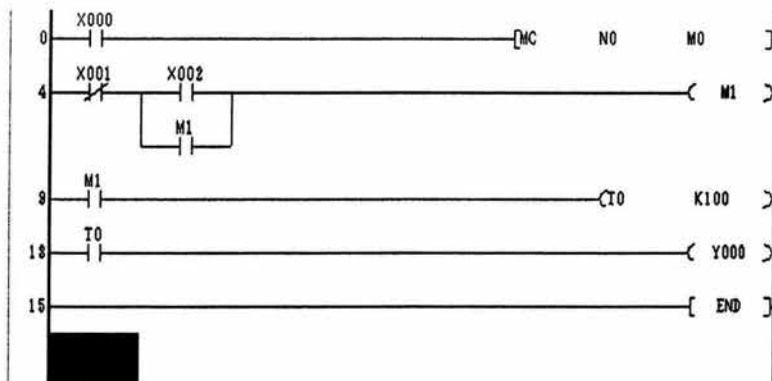 X000
0 MC N0 M0
X001 X002
4 M1
M1
M1
9 T0 K100
T0
13 Y000
15 END